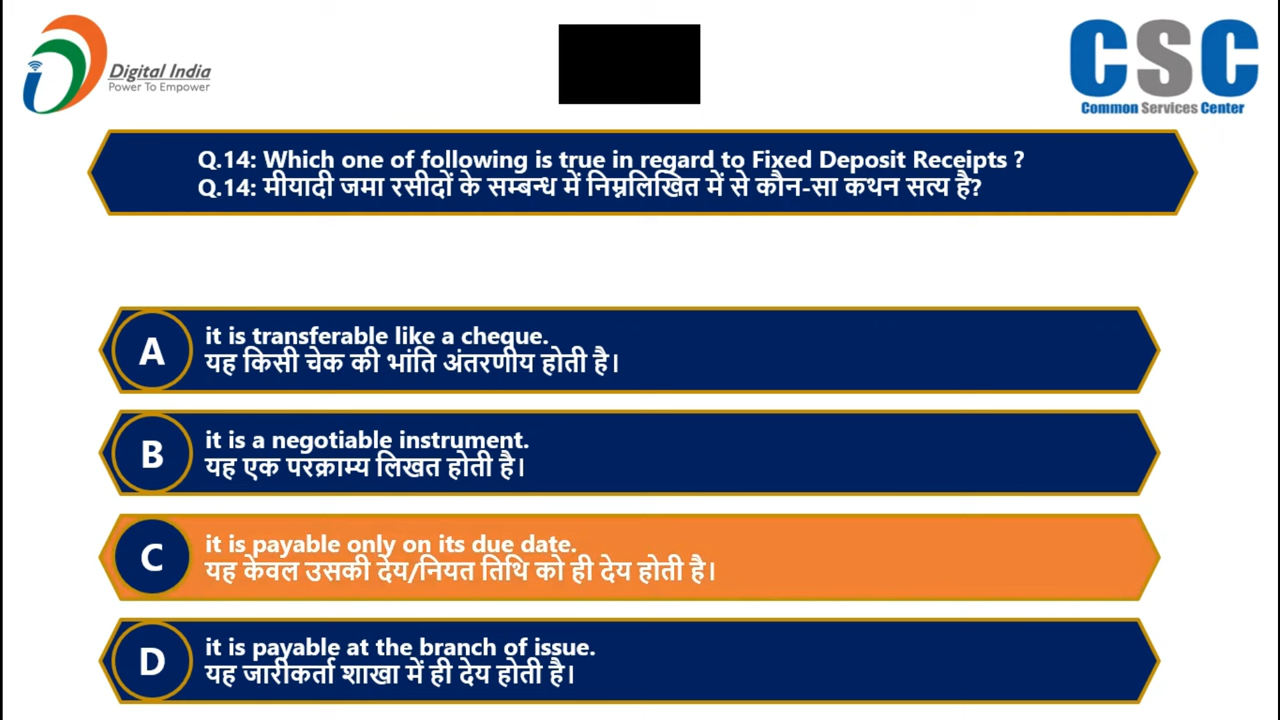 Digital India
Power To Empower
CSC
Common Services Center
Q.14: Which one of following is true in regard to Fixed Deposit Receipts ?
Q.14: मीयादी जमा रसीदों के सम्बन्ध में निम्नलिखित में से कौन-सा कथन सत्य है?
A
it is transferable like a cheque.
यह किसी चेक की भांति अंतरणीय होती है।
B
it is a negotiable instrument.
यह एक परक्राम्य लिखत होती है।
C
it is payable only on its due date.
यह केवल उसकी देय/नियत तिथि को ही देय होती है।
D
it is payable at the branch of issue.
यह जारीकर्ता शाखा में ही देय होती है।